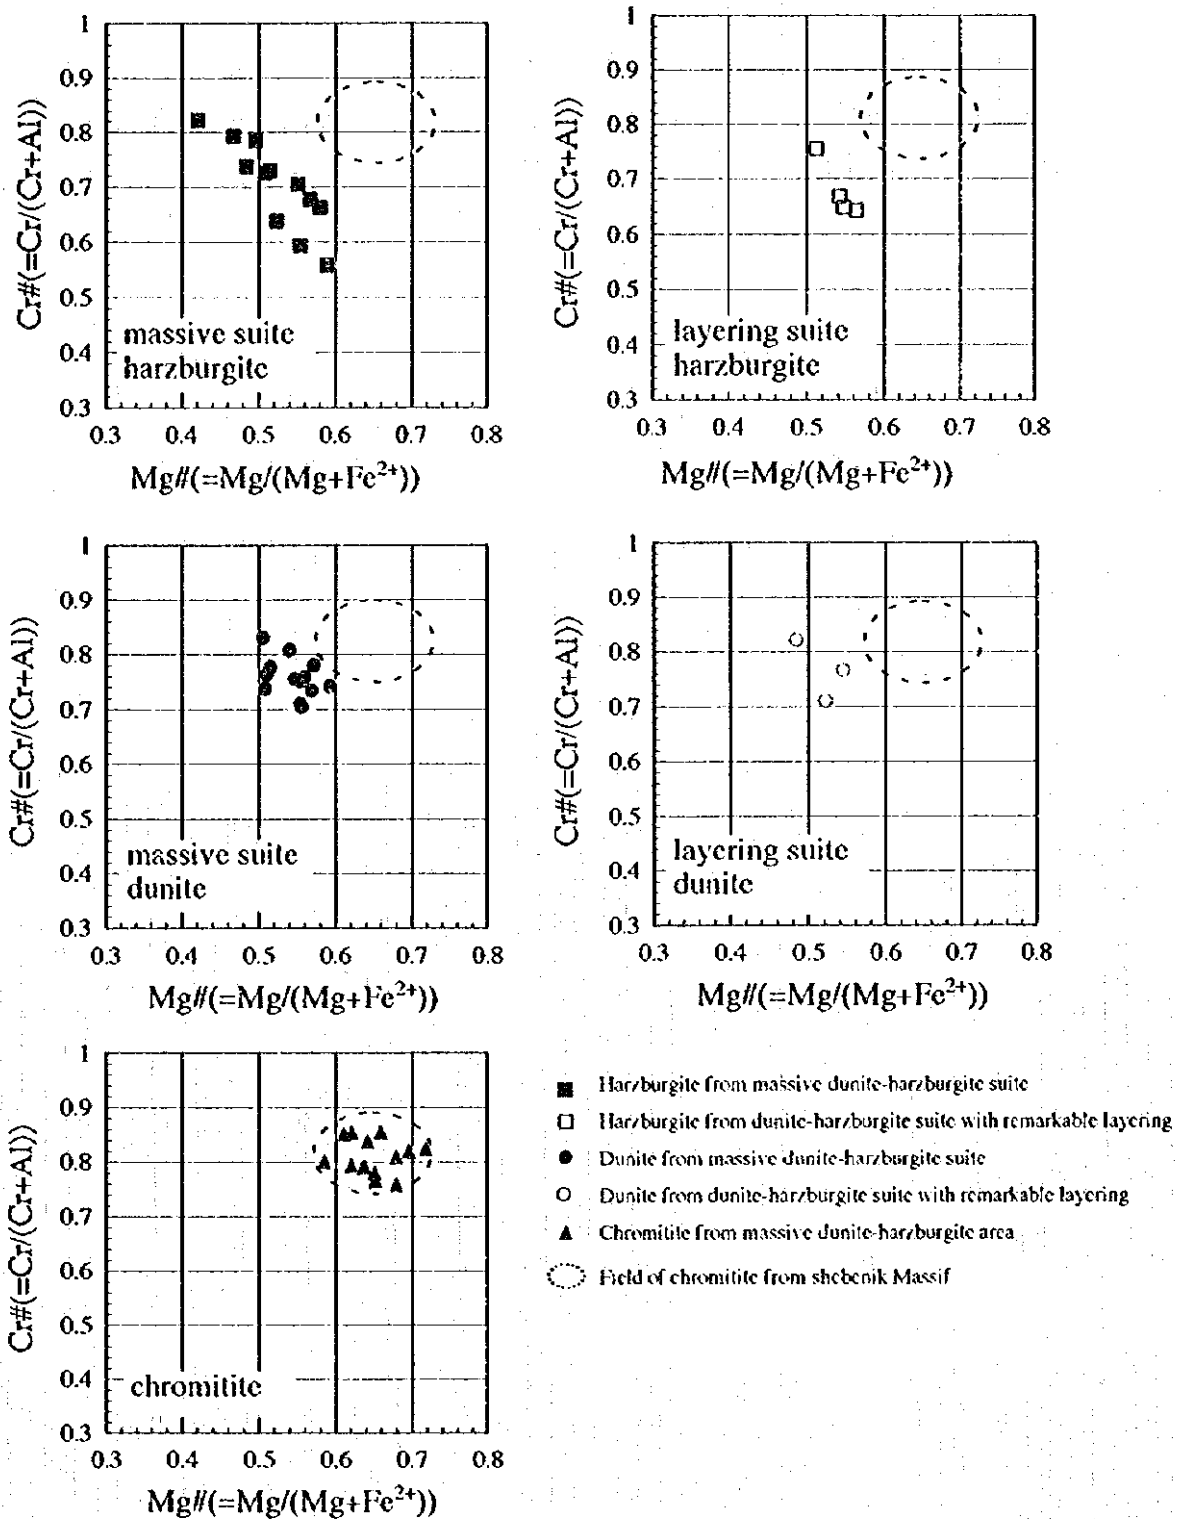 1
0.9
0.8
0.7
0.6
0.5
0.4
0.3
Cr#(=Cr/(Cr+Al))
massive suite
harzburgite
0.3 0.4 0.5 0.6 0.7 0.8
Mg#(=Mg/(Mg+Fe²⁺))
1
0.9
0.8
0.7
0.6
0.5
0.4
0.3
Cr#(=Cr/(Cr+Al))
layering suite
harzburgite
0.3 0.4 0.5 0.6 0.7 0.8
Mg#(=Mg/(Mg+Fe²⁺))
1
0.9
0.8
0.7
0.6
0.5
0.4
0.3
Cr#(=Cr/(Cr+Al))
massive suite
dunite
0.3 0.4 0.5 0.6 0.7 0.8
Mg#(=Mg/(Mg+Fe²⁺))
1
0.9
0.8
0.7
0.6
0.5
0.4
0.3
Cr#(=Cr/(Cr+Al))
layering suite
dunite
0.3 0.4 0.5 0.6 0.7 0.8
Mg#(=Mg/(Mg+Fe²⁺))
1
0.9
0.8
0.7
0.6
0.5
0.4
0.3
Cr#(=Cr/(Cr+Al))
chromitite
0.3 0.4 0.5 0.6 0.7 0.8
Mg#(=Mg/(Mg+Fe²⁺))
Harzburgite from massive dunite-harzburgite suite
Harzburgite from dunite-harzburgite suite with remarkable layering
Dunite from massive dunite-harzburgite suite
Dunite from dunite-harzburgite suite with remarkable layering
Chromitite from massive dunite-harzburgite area
Field of chromitite from shebenik Massif